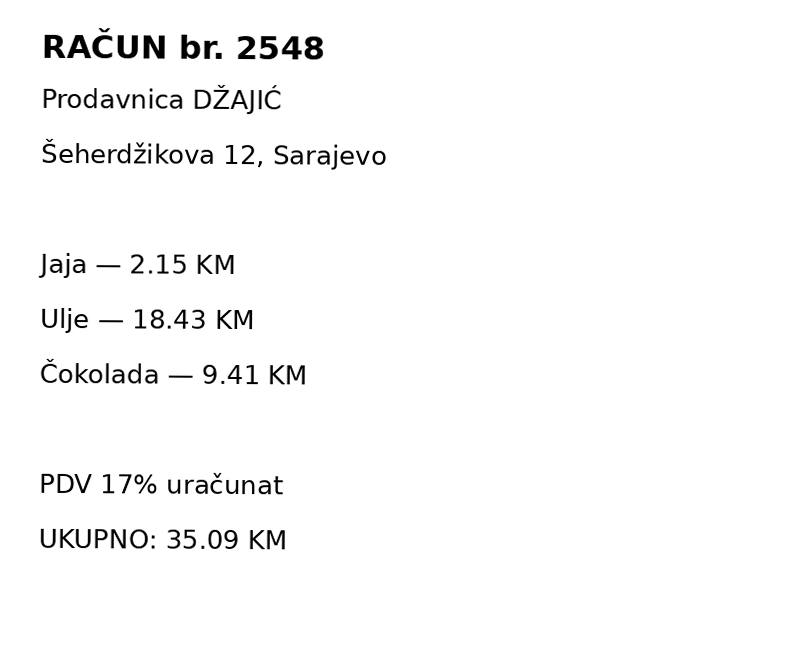 RAČUN br. 2548
Prodavnica DŽAJIĆ
Šeherdžikova 12, Sarajevo
Jaja — 2.15 KM
Ulje — 18.43 KM
Čokolada — 9.41 KM
PDV 17% uračunat
UKUPNO: 35.09 KM